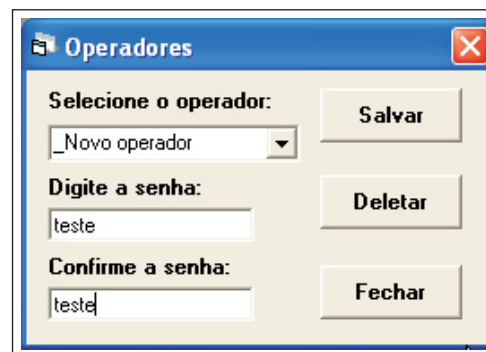 Operadores
Selecione o operador:
Salvar
_Novo operador
Digite a senha:
Deletar
teste
Confirme a senha:
Fechar
teste